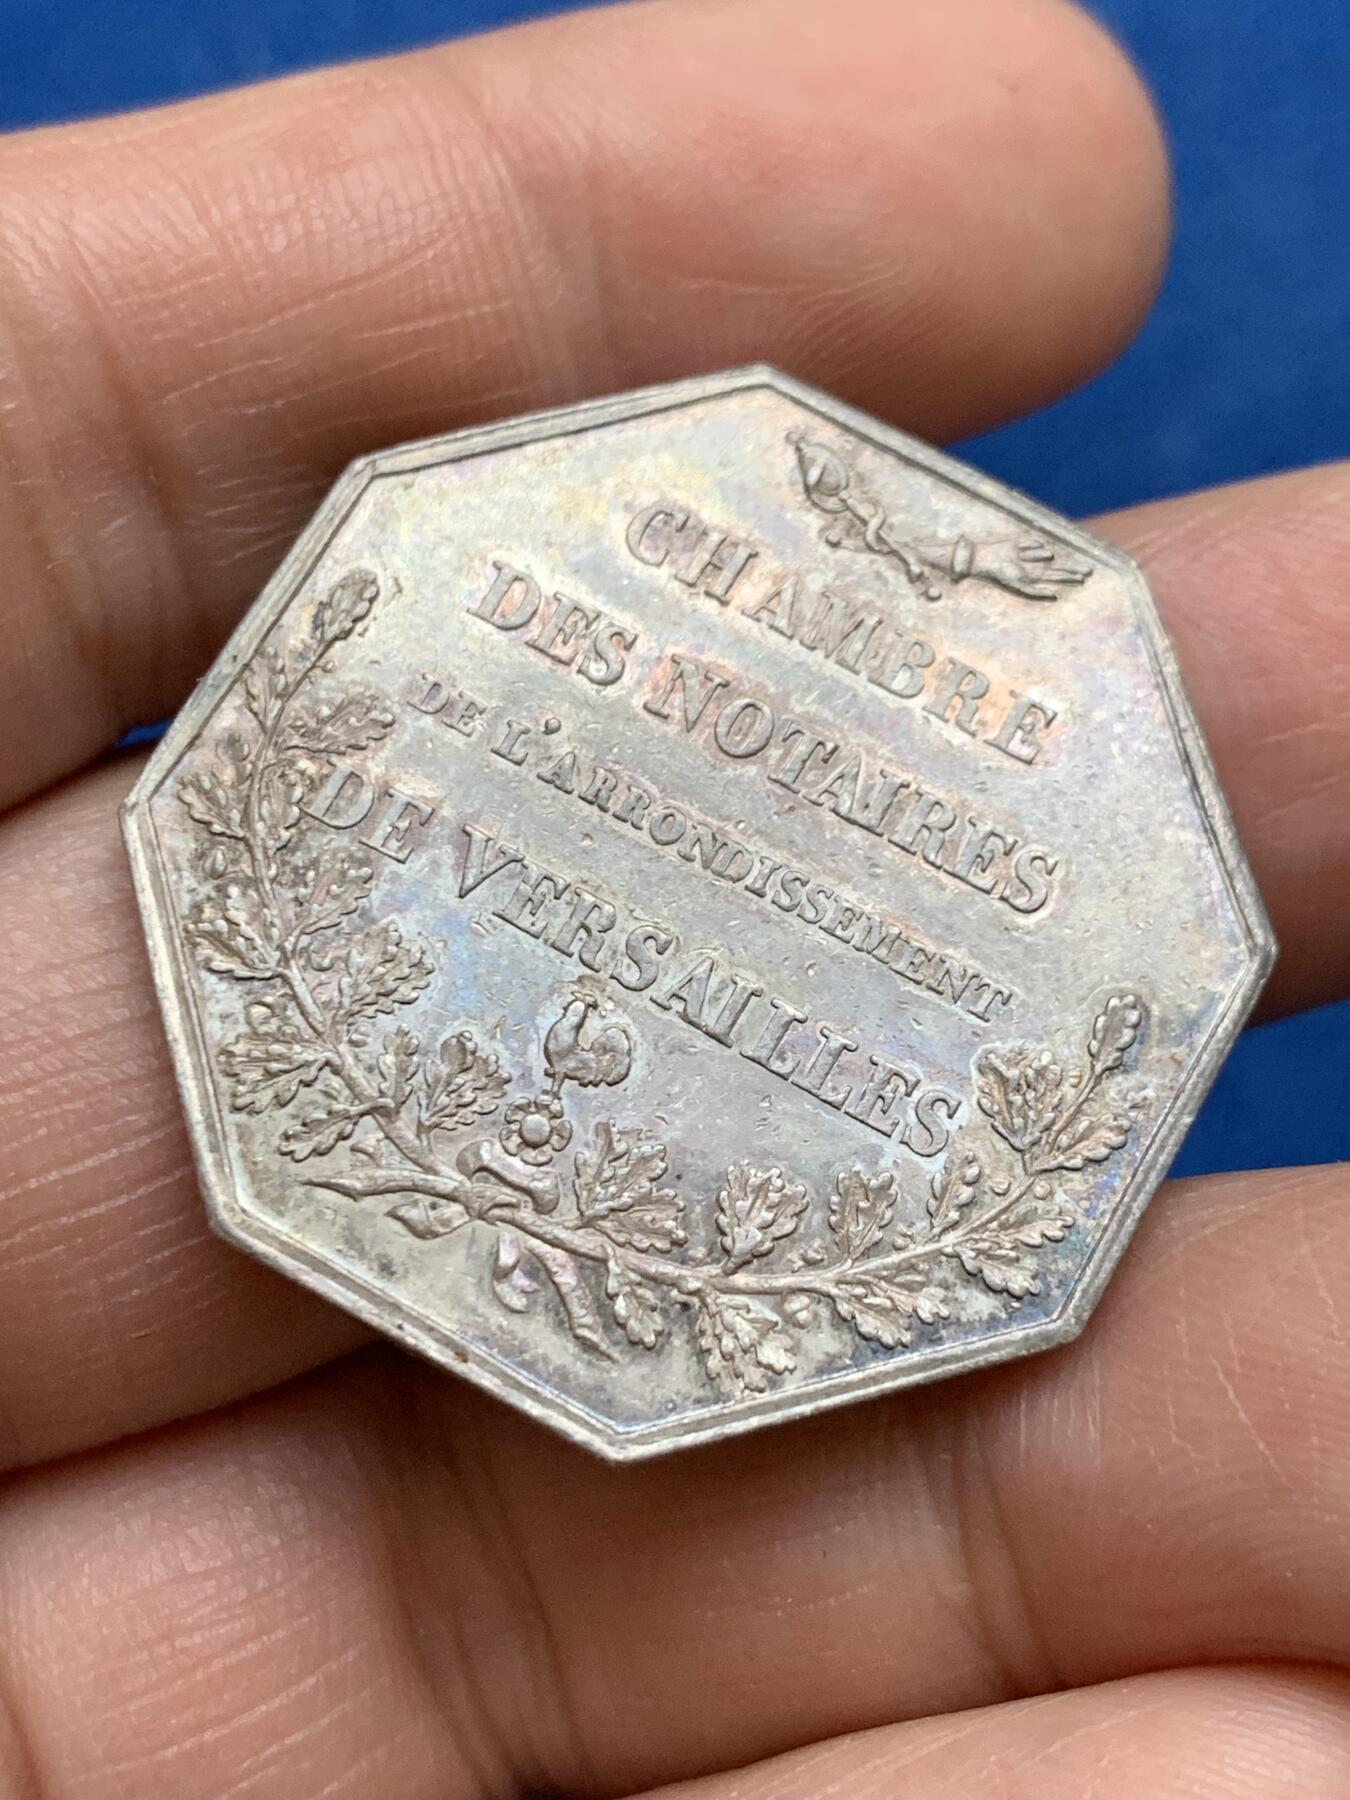 CHAMBRE
DES NOTAIRES
DE L'ARRONDISSEMENT
DE VERSAILLES